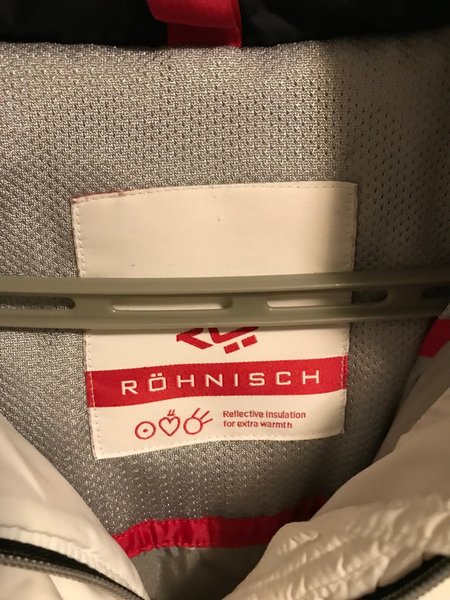 RÖHNISCH
Reflective insulation
for extra warmth